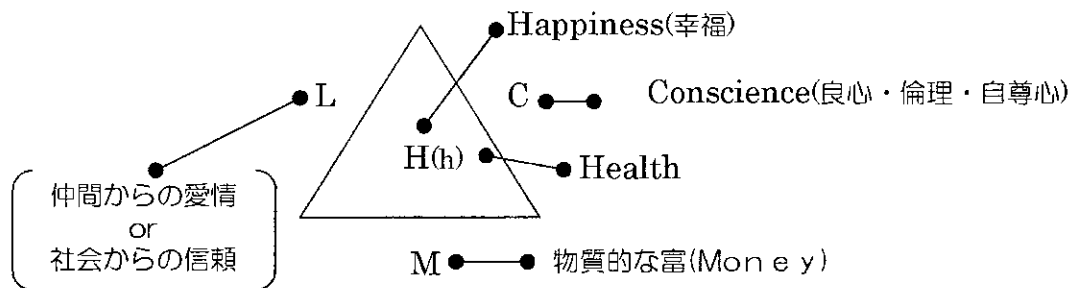 Happiness(幸福)
L
C
Conscience(良心・倫理・自尊心)
H(h)
Health
仲間からの愛情
or
社会からの信頼
M
物質的な富(Money)